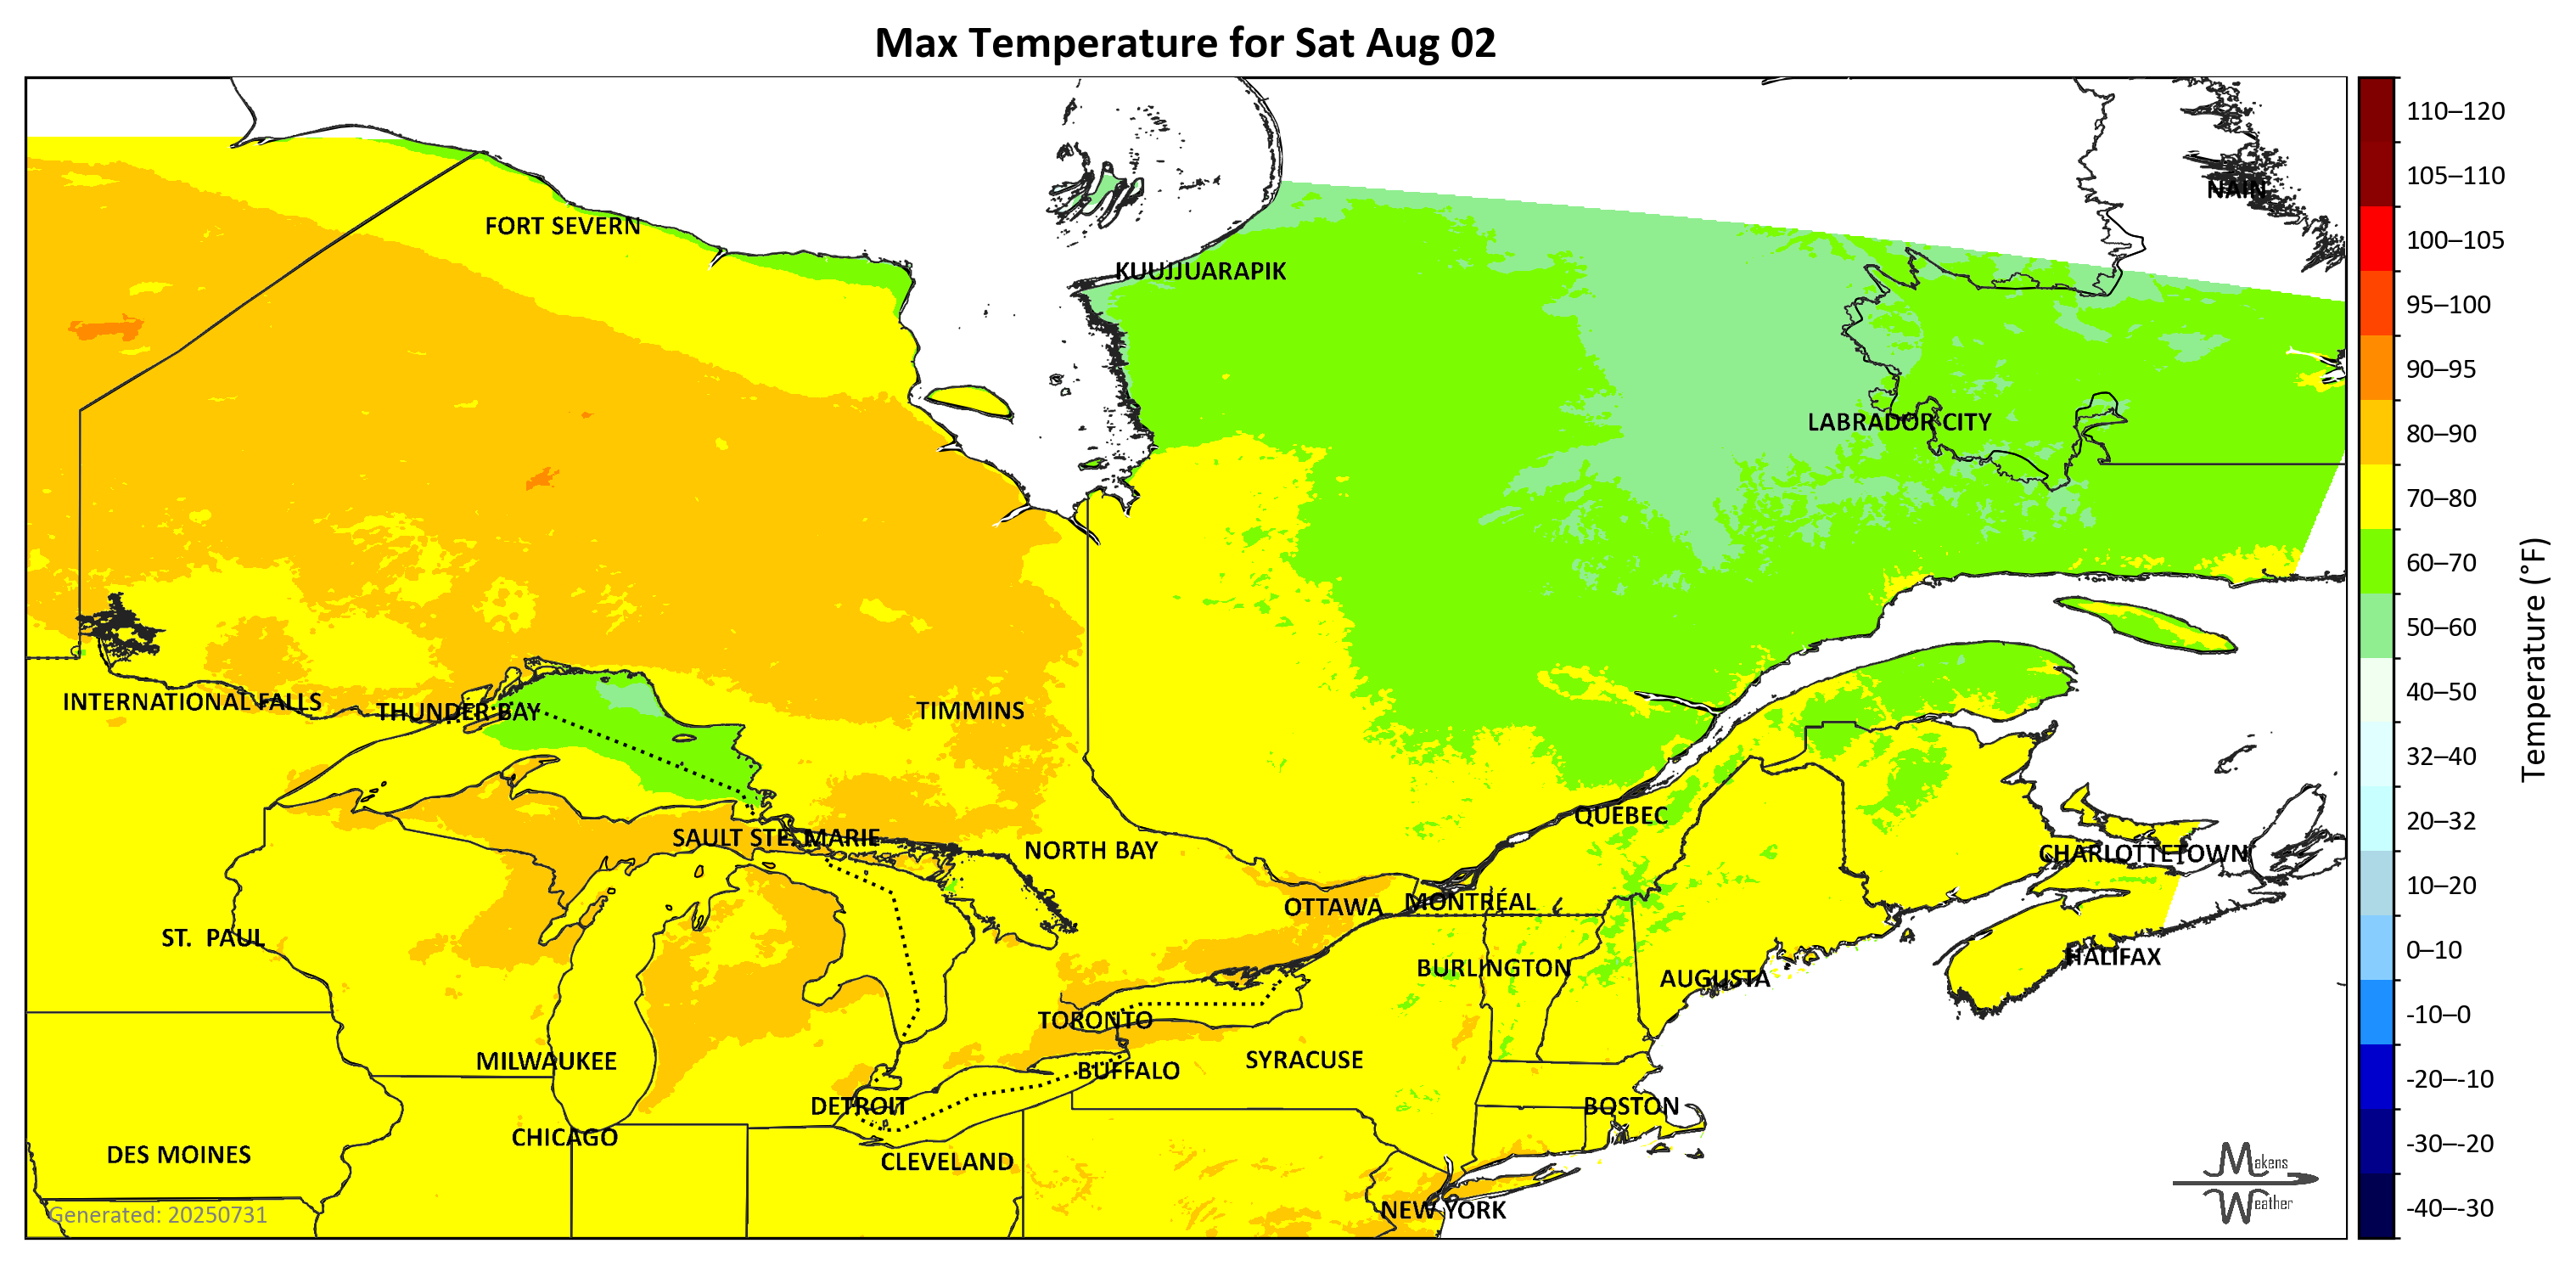 Max Temperature for Sat Aug 02
110–120
105–110
NAIN
100–105
FORT SEVERN
KUUJJUARAPIK
95–100
90–95
LABRADOR CITY
80–90
70–80
60–70
50–60
Temperature (°F)
40–50
INTERNATIONAL FALLS
THUNDER BAY
TIMMINS
32–40
QUÉBEC
20–32
SAULT STE. MARIE
NORTH BAY
CHARLOTTETOWN
10–20
OTTAWA
MONTRÉAL
ST. PAUL
0–10
HALIFAX
BURLINGTON
AUGUSTA
-10–0
TORONTO
MILWAUKEE
SYRACUSE
BUFFALO
-20–-10
DETROIT
BOSTON
CHICAGO
-30–-20
DES MOINES
CLEVELAND
Makens
Weather
NEW YORK
-40–-30
Generated: 20250731